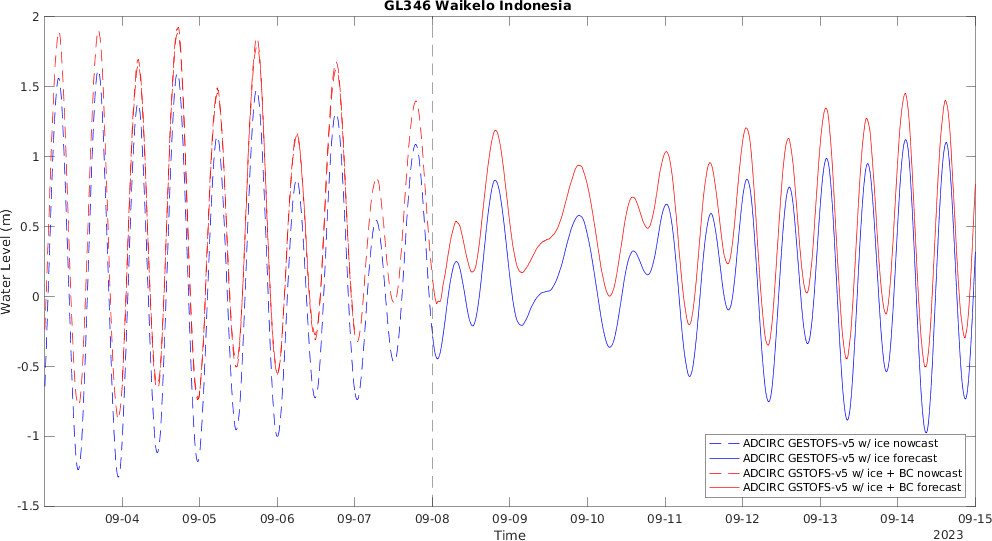 GL346 Waikelo Indonesia
2
1.5
1
0.5
0
-0.5
-1
-1.5
Water Level (m)
ADCIRC GESTOFS-v5 w/ ice nowcast
ADCIRC GESTOFS-v5 w/ ice forecast
ADCIRC GSTOFS-v5 w/ ice + BC nowcast
ADCIRC GSTOFS-v5 w/ ice + BC forecast
09-04 09-05 09-06 09-07 09-08 09-09 09-10 09-11 09-12 09-13 09-14 09-15
Time
2023